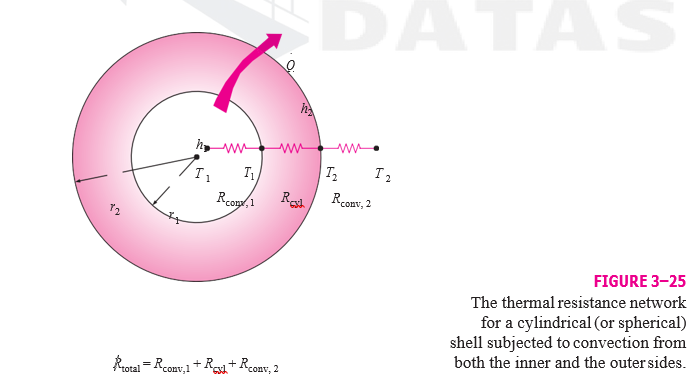 DATAS
Q̇
h2
h1
T1 T1 T2 T2
Rconv, 1 Rcyl Rconv, 2
r2
r1
FIGURE 3–25
The thermal resistance network
for a cylindrical (or spherical)
shell subjected to convection from
both the inner and the outer sides.
Rtotal = Rconv,1 + Rcyl + Rconv, 2